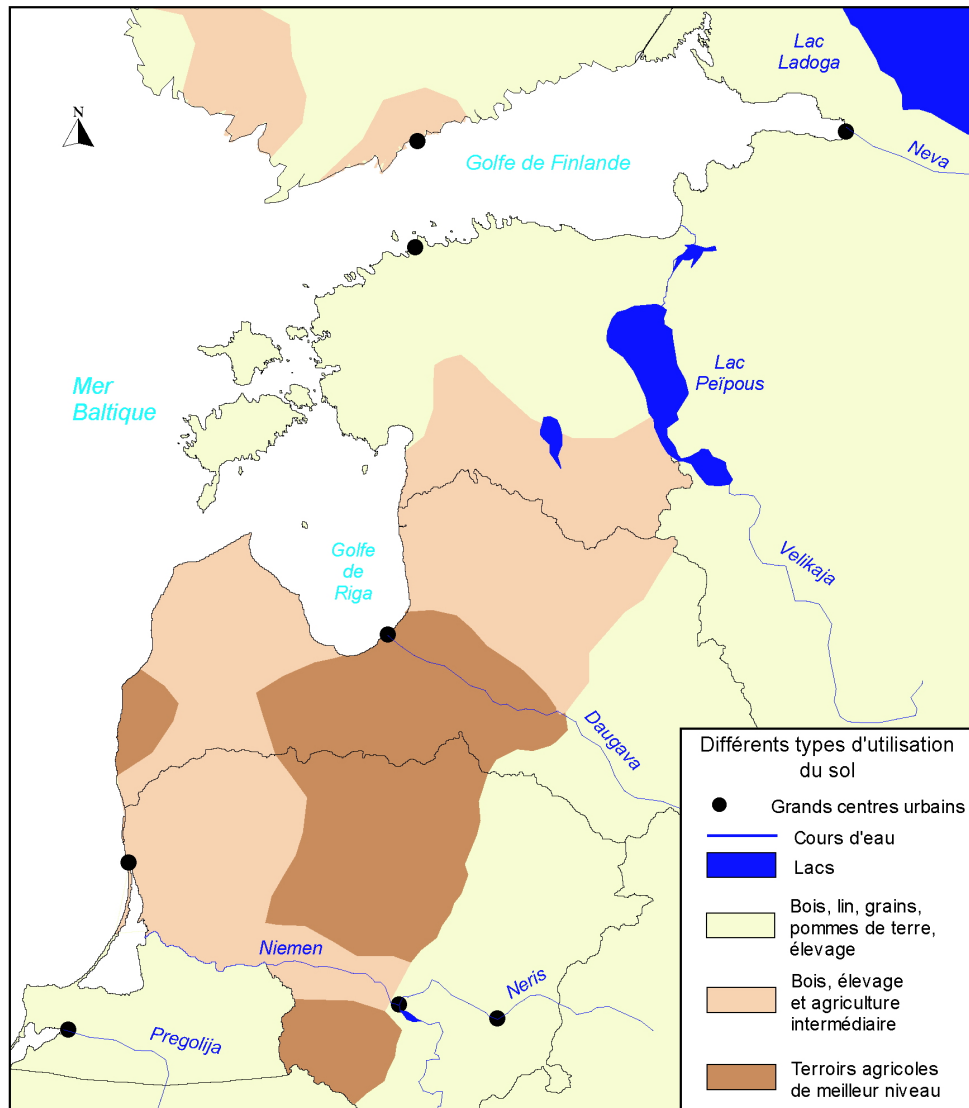 Lac
Ladoga
N
Neva
Golfe de Finlande
Lac
Peïpous
Mer
Baltique
Golfe
de
Riga
Velikaja
Daugava
Niemen
Neris
Pregolija
Différents types d'utilisation
du sol
Grands centres urbains
Cours d'eau
Lacs
Bois, lin, grains,
pommes de terre,
élevage
Bois, élevage
et agriculture
intermédiaire
Terroirs agricoles
de meilleur niveau